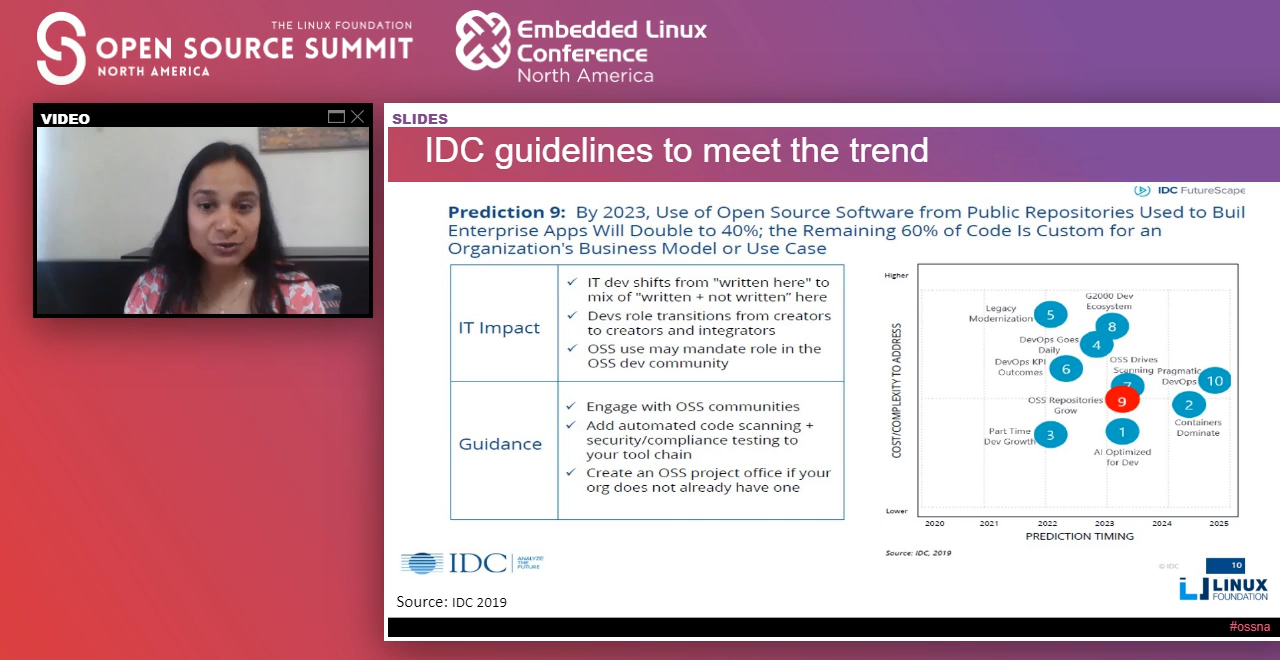 THE LINUX FOUNDATION
OPEN SOURCE SUMMIT
NORTH AMERICA
Embedded Linux
Conference
North America
VIDEO
SLIDES
IDC guidelines to meet the trend
IDC FutureScape
Prediction 9: By 2023, Use of Open Source Software from Public Repositories Used to Buil
Enterprise Apps Will Double to 40%; the Remaining 60% of Code Is Custom for an
Organization's Business Model or Use Case
IT Impact
✓ IT dev shifts from "written here" to
mix of "written + not written" here
✓ Devs role transitions from creators
to creators and integrators
✓ OSS use may mandate role in the
OSS dev community
Guidance
✓ Engage with OSS communities
✓ Add automated code scanning +
security/compliance testing to
your tool chain
✓ Create an OSS project office if your
org does not already have one
Higher
COST/COMPLEXITY TO ADDRESS
Lower
G2000 Dev
Ecosystem
8
Legacy
Modernization
5
DevOps Goes
Daily
4
DevOps KPI
Outcomes
6
OSS Drives
Scanning
7
Pragmatic
DevOps
10
OSS Repositories
Grow
9
2
Containers
Dominate
Part Time
Dev Growth
3
1
AI Optimized
for Dev
2020 2021 2022 2023 2024 2025
PREDICTION TIMING
Source: IDC, 2019
IDC
ANALYZE
THE
FUTURE
© IDC
10
LINUX
FOUNDATION
Source: IDC 2019
#ossna